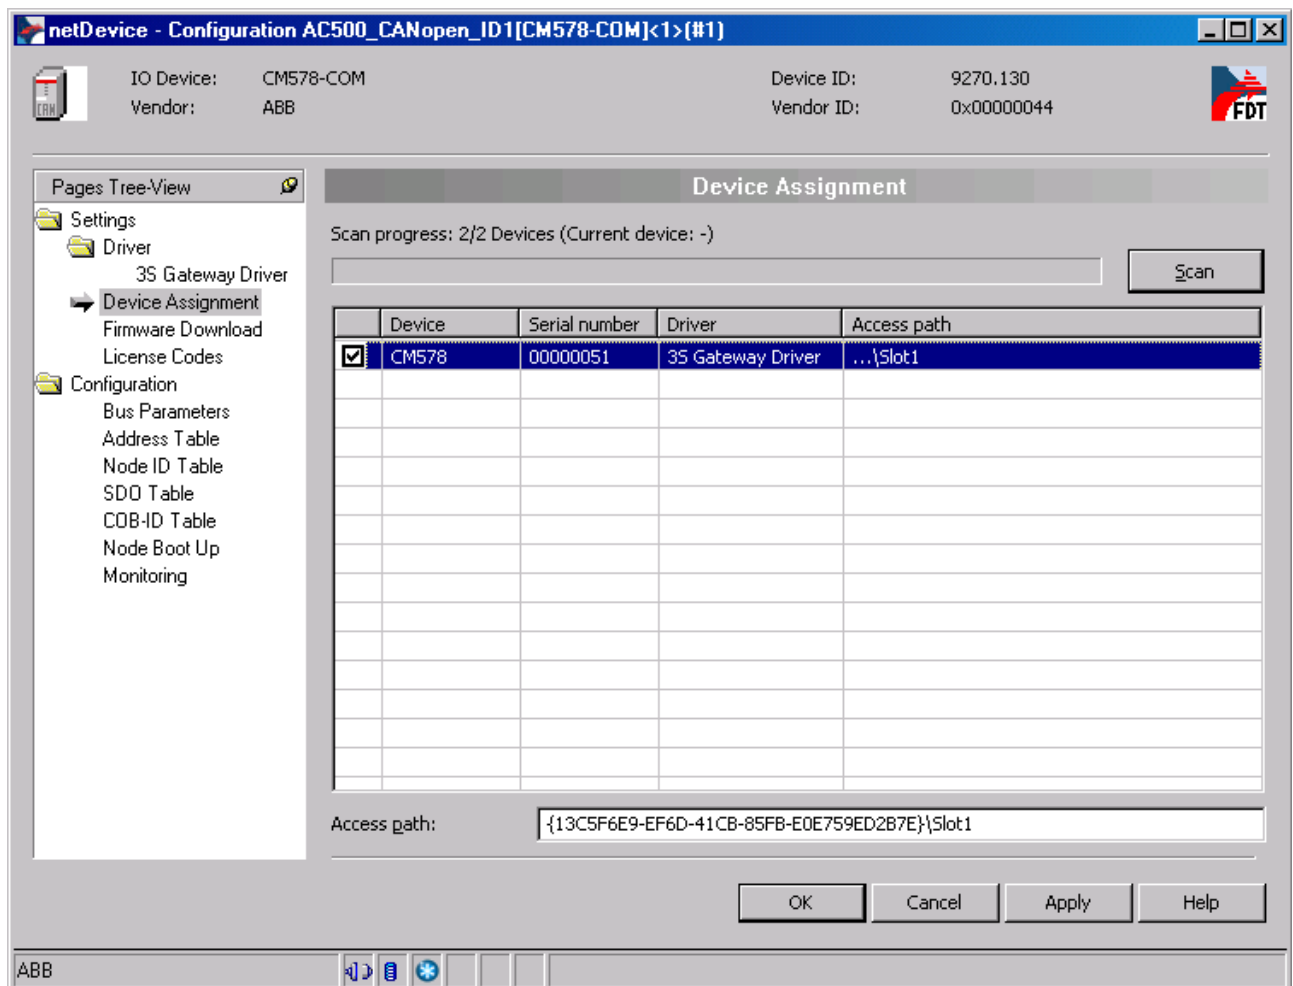 netDevice - Configuration AC500_CANopen_ID1[CM578-COM]<1>(#1)
IO Device: CM578-COM Device ID: 9270.130
Vendor: ABB Vendor ID: 0x00000044
CAN
FDT
Pages Tree-View
Settings
Driver
3S Gateway Driver
Device Assignment
Firmware Download
License Codes
Configuration
Bus Parameters
Address Table
Node ID Table
SDO Table
COB-ID Table
Node Boot Up
Monitoring
Device Assignment
Scan progress: 2/2 Devices (Current device: -)
Scan
Device Serial number Driver Access path
CM578 00000051 3S Gateway Driver ...\Slot1
Access path: {13C5F6E9-EF6D-41CB-85FB-E0E759ED2B7E}\Slot1
OK Cancel Apply Help
ABB